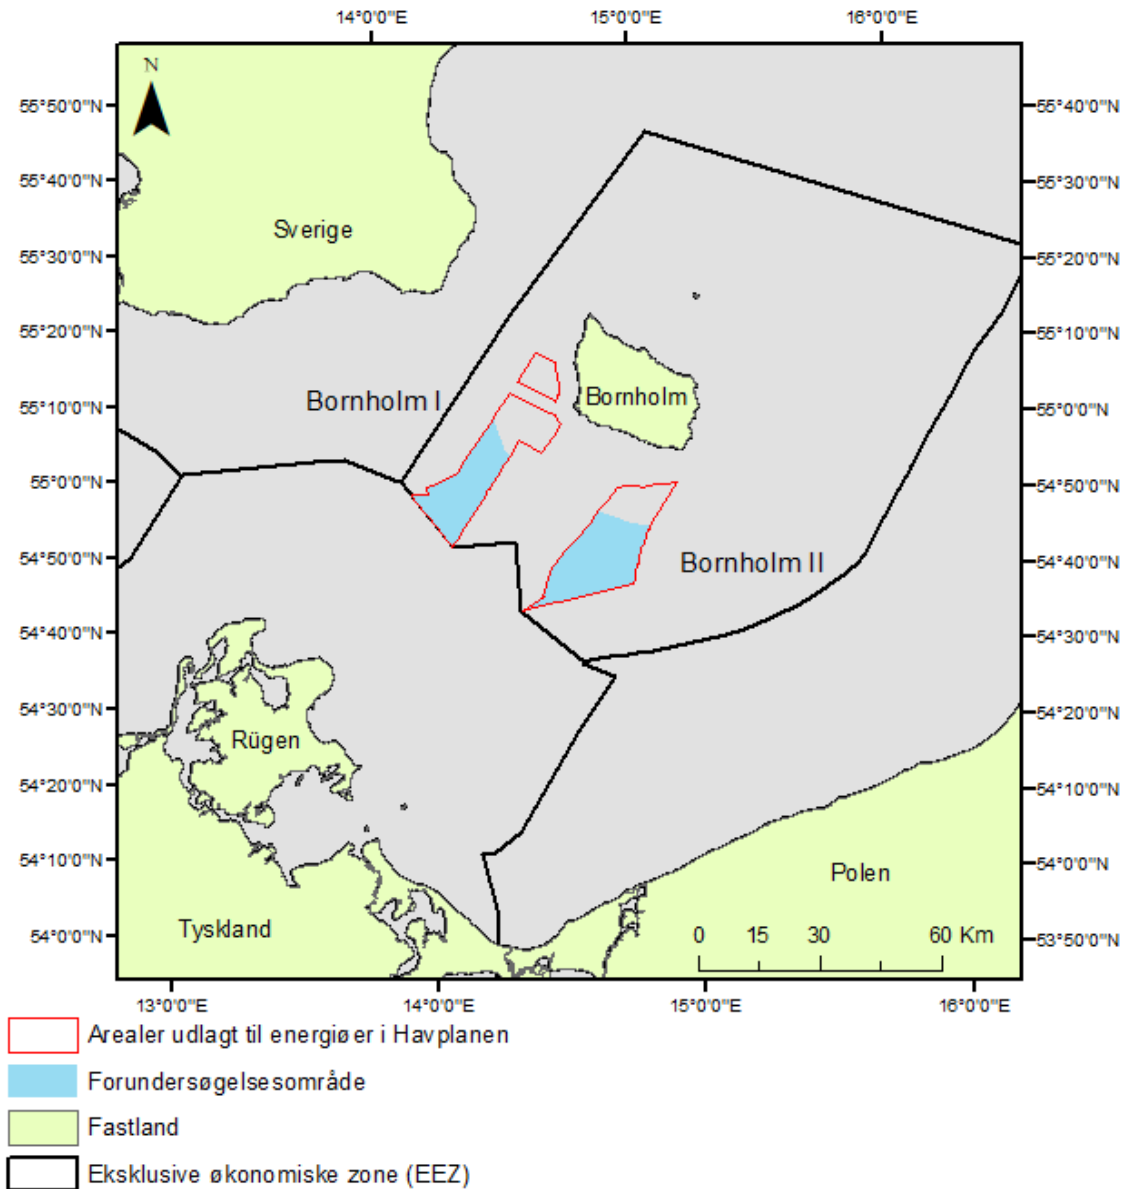 14°0'0"E
15°0'0"E
16°0'0"E
N
55°50'0"N
55°40'0"N
55°40'0"N
55°30'0"N
Sverige
55°30'0"N
55°20'0"N
55°20'0"N
55°10'0"N
Bornholm
Bornholm I
55°10'0"N
55°0'0"N
55°0'0"N
54°50'0"N
54°50'0"N
54°40'0"N
Bornholm II
54°40'0"N
54°30'0"N
54°30'0"N
54°20'0"N
Rügen
54°20'0"N
54°10'0"N
54°10'0"N
54°0'0"N
Polen
Tyskland
54°0'0"N
53°50'0"N
0 15 30 60 Km
13°0'0"E
14°0'0"E
15°0'0"E
16°0'0"E
Arealer udlagt til energiøer i Havplanen
Forundersøgelsesområde
Fastland
Eksklusive økonomiske zone (EEZ)